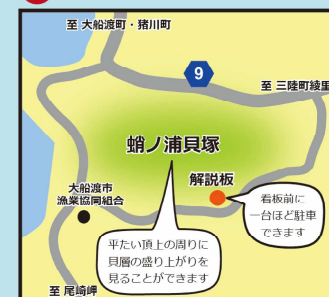 至 大船渡町・猪川町
9
至 三陸町綾里
蛸ノ浦貝塚
解説板
大船渡市
漁業協同組合
看板前に
一台ほど駐車
できます
平たい頂上の周りに
貝層の盛り上がりを
見ることができます
至 尾崎岬